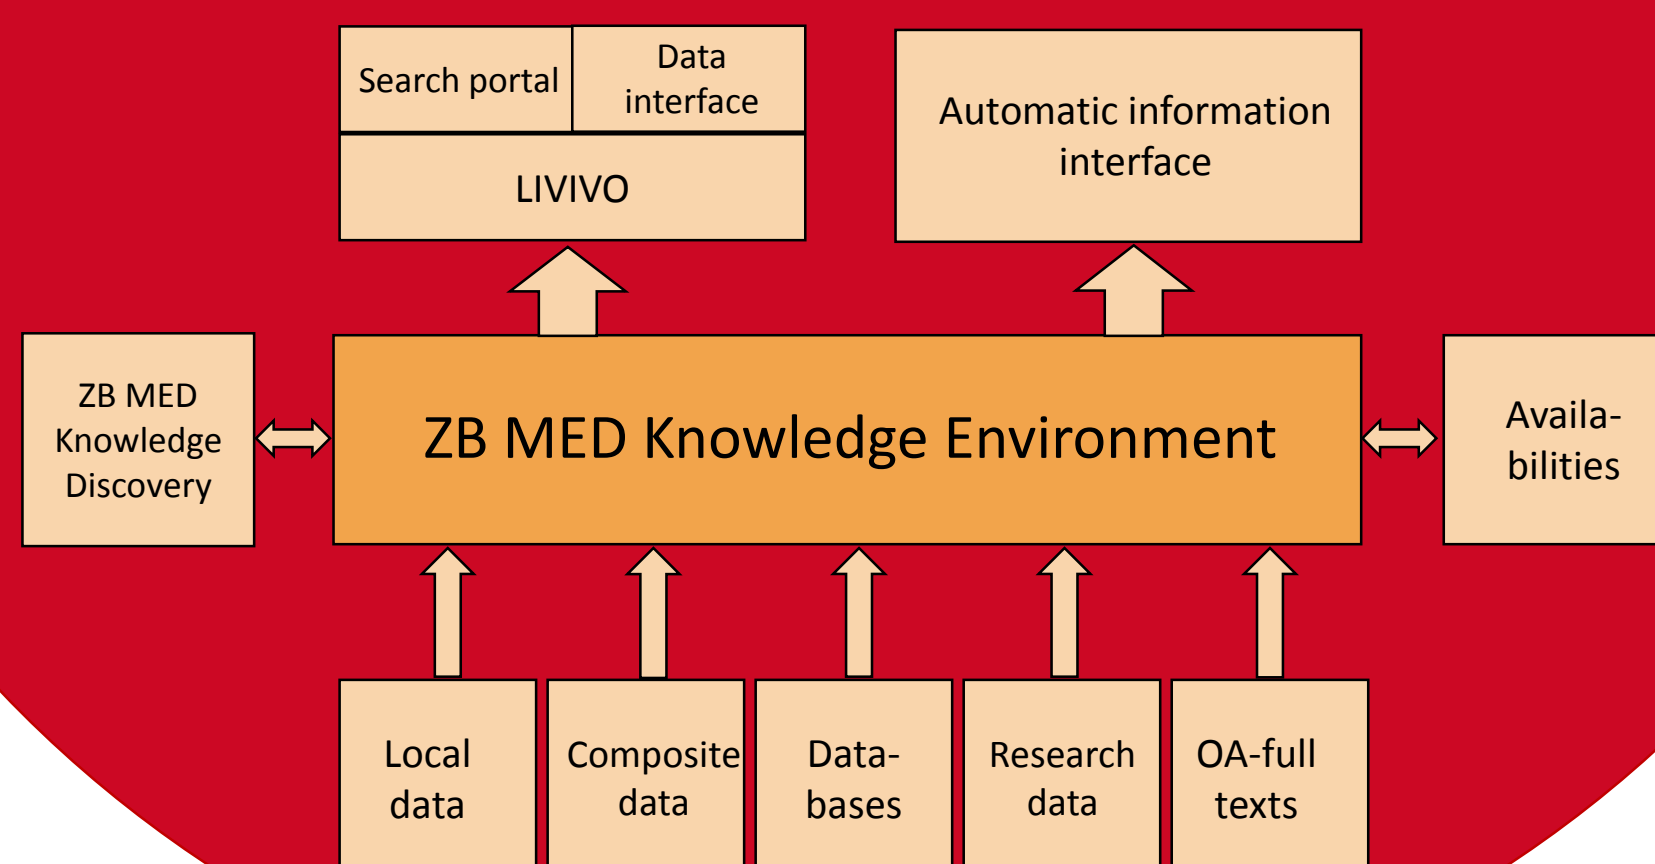 Search portal
Data
interface
LIVIVO
Automatic information
interface
ZB MED
Knowledge
Discovery
ZB MED Knowledge Environment
Availa-
bilities
Local
data
Composite
data
Data-
bases
Research
data
OA-full
texts